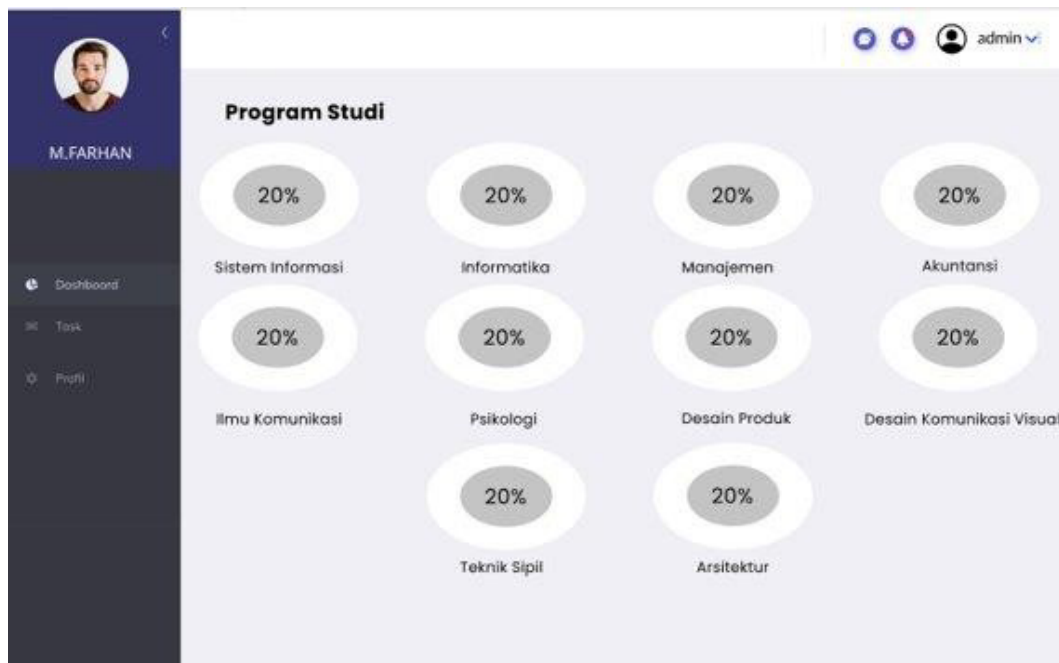 admin
M.FARHAN
Dashboard
Task
Profil
Program Studi
20% 20% 20% 20%
Sistem Informasi Informatika Manajemen Akuntansi
20% 20% 20% 20%
Ilmu Komunikasi Psikologi Desain Produk Desain Komunikasi Visual
20% 20%
Teknik Sipil Arsitektur